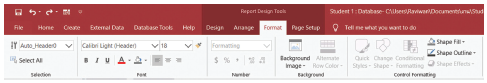 Report Design Tools
Student 1 : Database- C:\Users\Raviwan\Documents\unw\Stude
File Home Create External Data Database Tools Help Design Arrange Format Page Setup Tell me what you want to do
Auto_Header0 Calibri Light (Header) 18 Formatting Shape Fill
Select All B I U A $ % Background Image Alternate Row Color Quick Styles Change Shape Conditional Formatting Shape Outline
Shape Effects
Selection Font Number Background Control Formatting